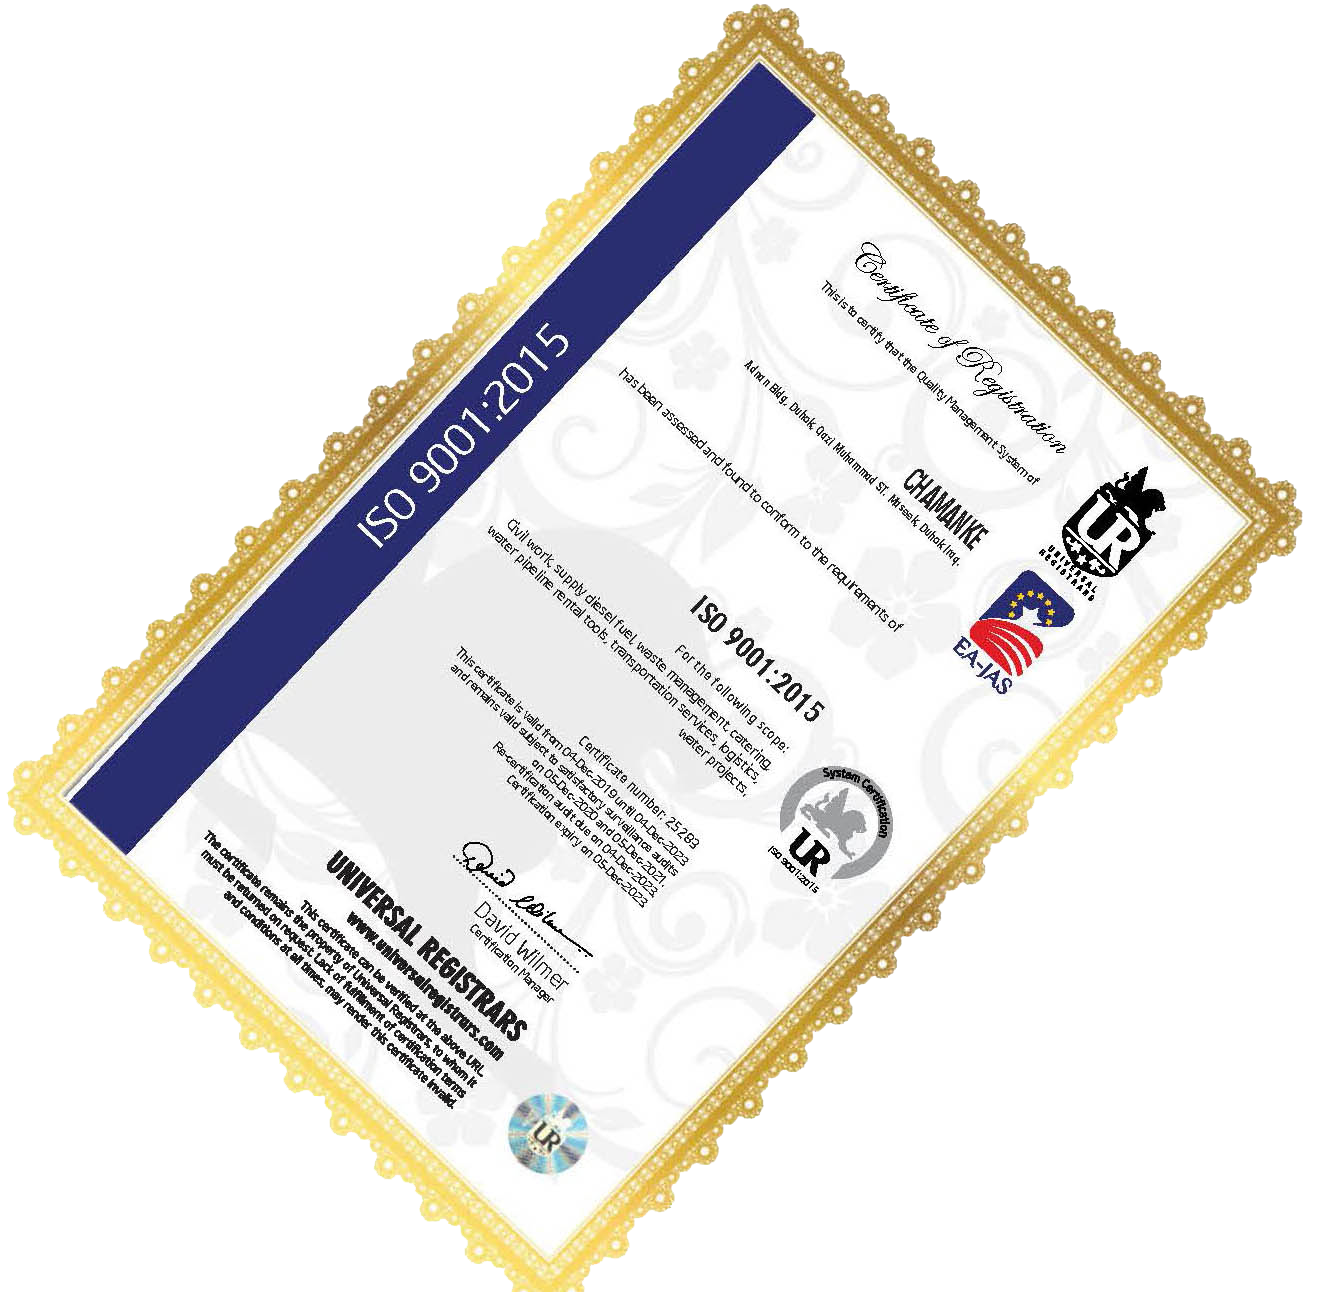 ISO 9001:2015
UNIVERSAL
REGISTRARS
EA-JAS
Certificate of Registration
This is to certify that the Quality Management System of
CHAMANKE
Adnan Bldg, Duhok, Qazi Muhammad ST. Maseek, Duhok Iraq.
has been assessed and found to conform to the requirements of
ISO 9001:2015
For the following scope:
Civil work, supply diesel fuel, waste management, catering,
water pipeline rental tools, transportation services, logistics,
water projects,
Certificate number: 25283
This certificate is valid from 04-Dec-2019 until 04-Dec-2023
and remains valid subject to satisfactory surveillance audits
on 05-Dec-2020 and 05-Dec-2021.
Re-certification audit due on 04-Dec-2023.
Certification expiry on 05-Dec-2023
System Certification
UR
ISO 9001:2015
David Wilmer
Certification Manager
UNIVERSAL REGISTRARS
www.universalregistrars.com
This certificate can be verified at the above URL.
The certificate remains the property of Universal Registrars, to whom it
must be returned on request. Lack of fulfilment of certification terms
and conditions at all times, may render this certificate invalid.
UR
UR